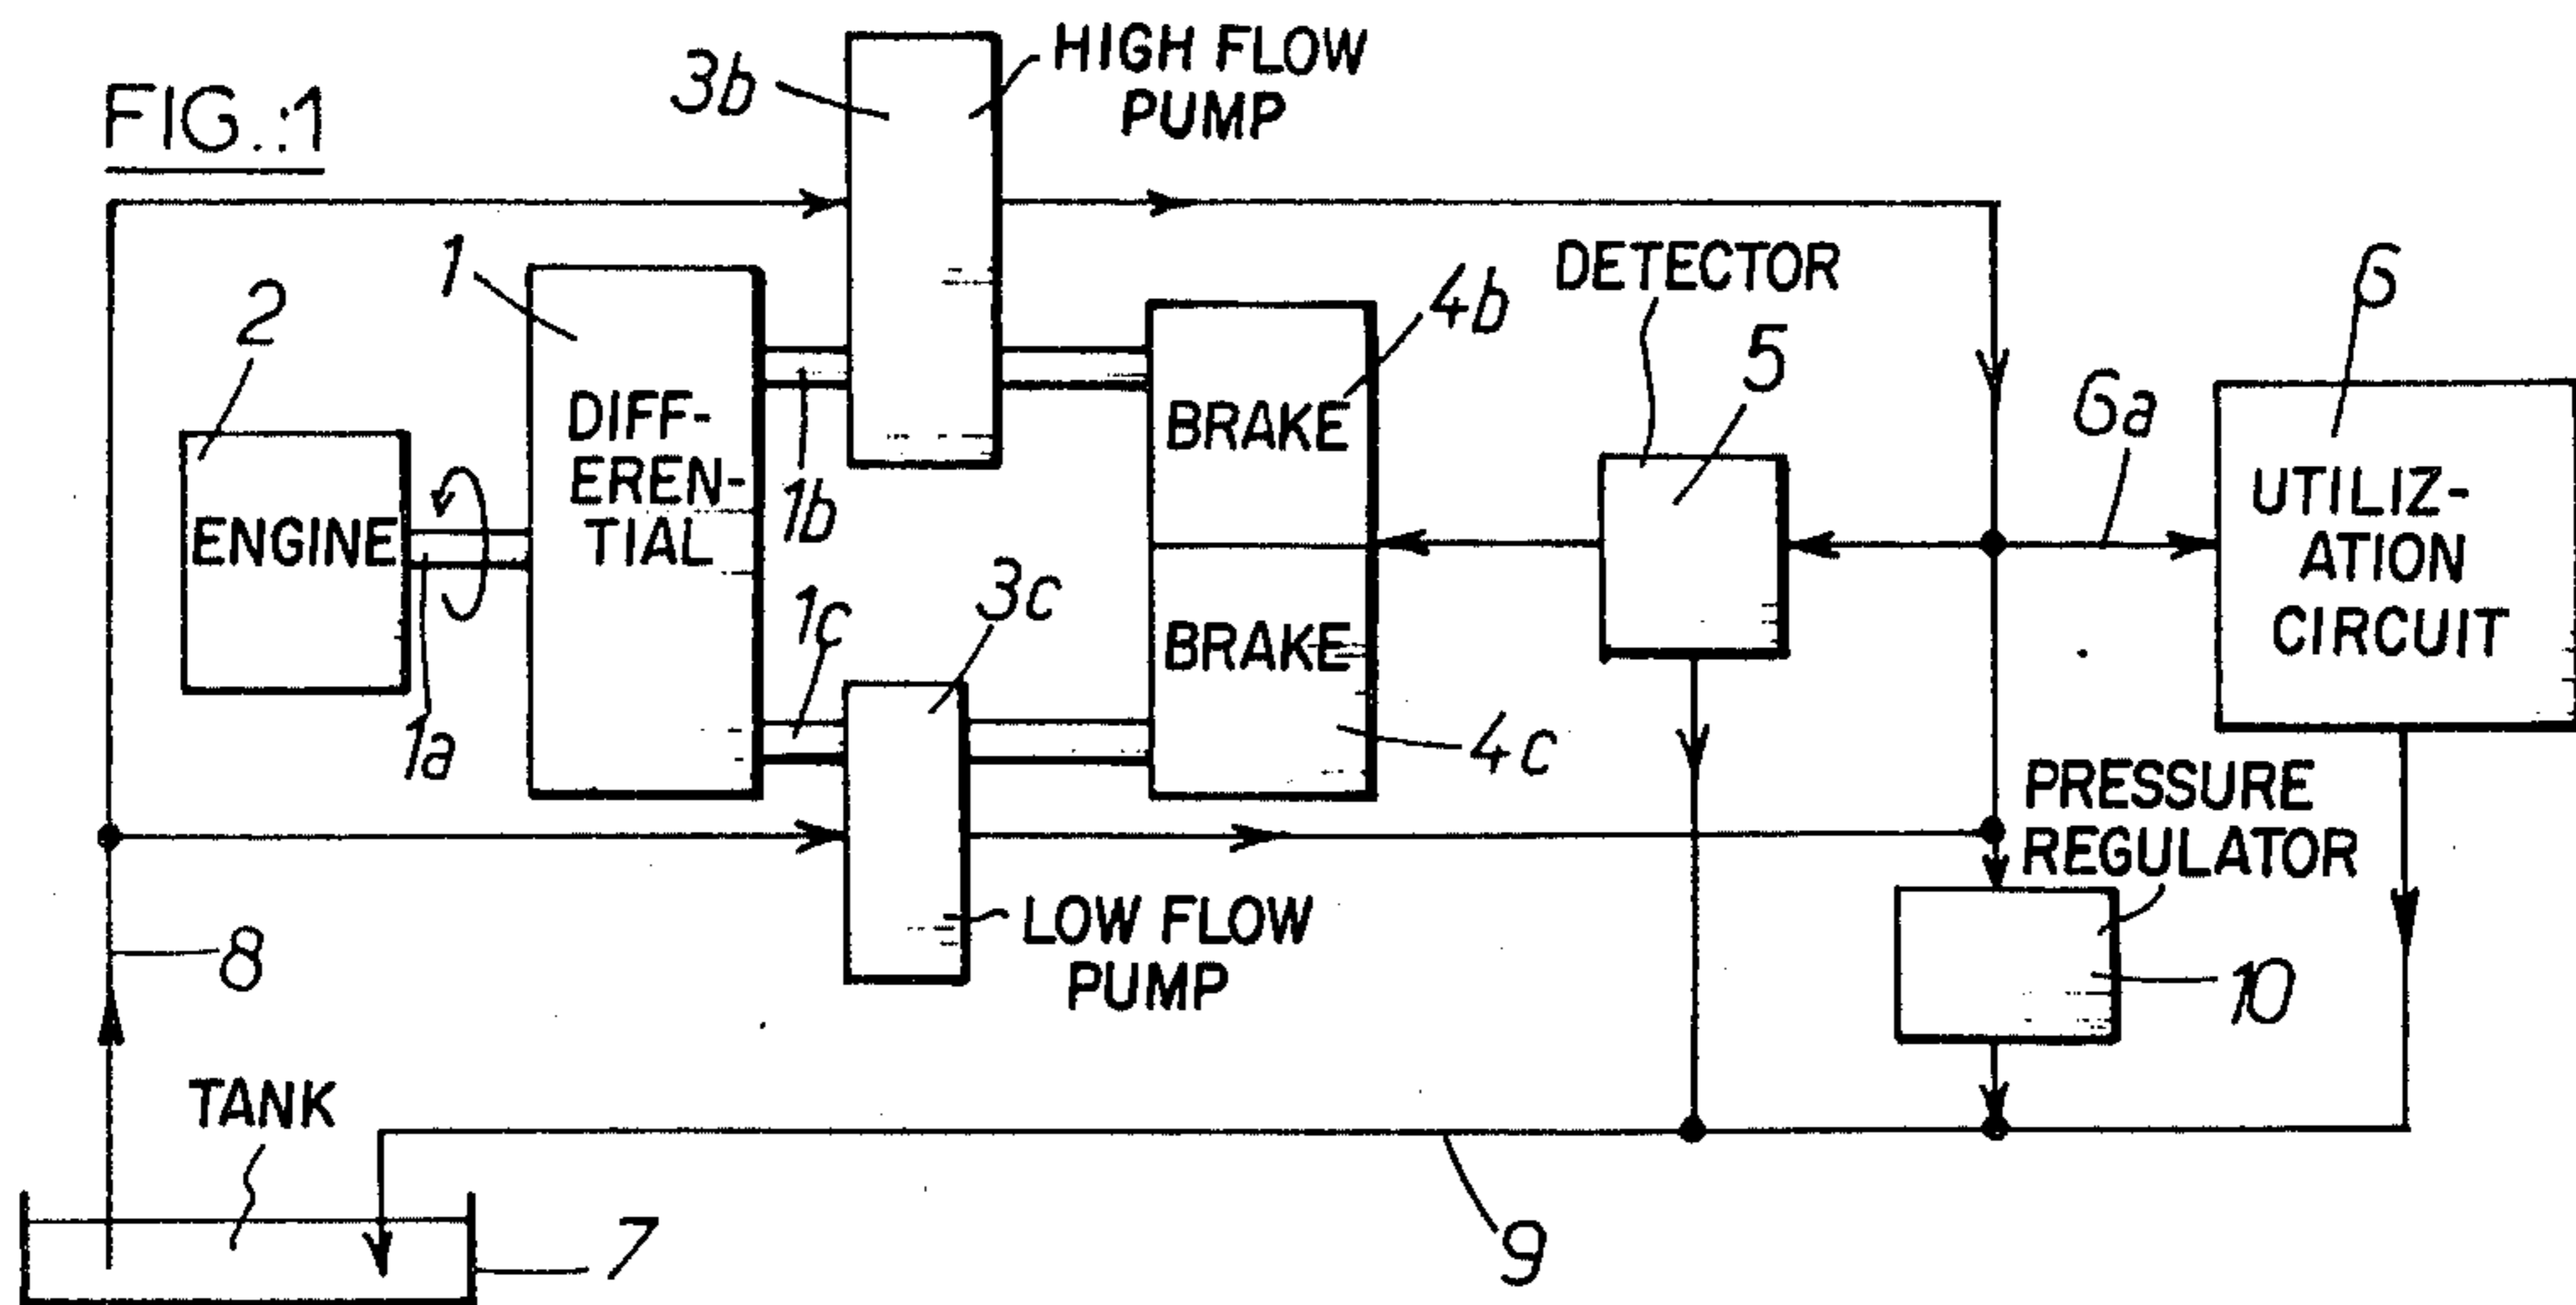 FIG.:1
3b
HIGH FLOW
PUMP
1
2
DETECTOR
4b
5
6
6a
DIFF-
EREN-
TIAL
ENGINE
1b
BRAKE
UTILIZ-
ATION
CIRCUIT
1a
1c
3c
BRAKE
4c
PRESSURE
REGULATOR
8
LOW FLOW
PUMP
10
TANK
7
9